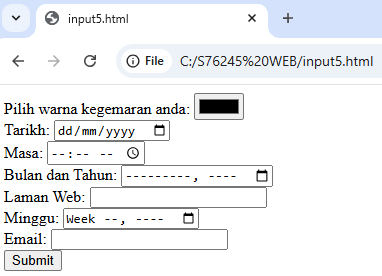 input5.html
File C:/S76245%20WEB/input5.html
Pilih warna kegemaran anda:
Tarikh: dd/mm/yyyy
Masa: --:-- --
Bulan dan Tahun: ---------, ----
Laman Web:
Minggu: Week --, ----
Email:
Submit